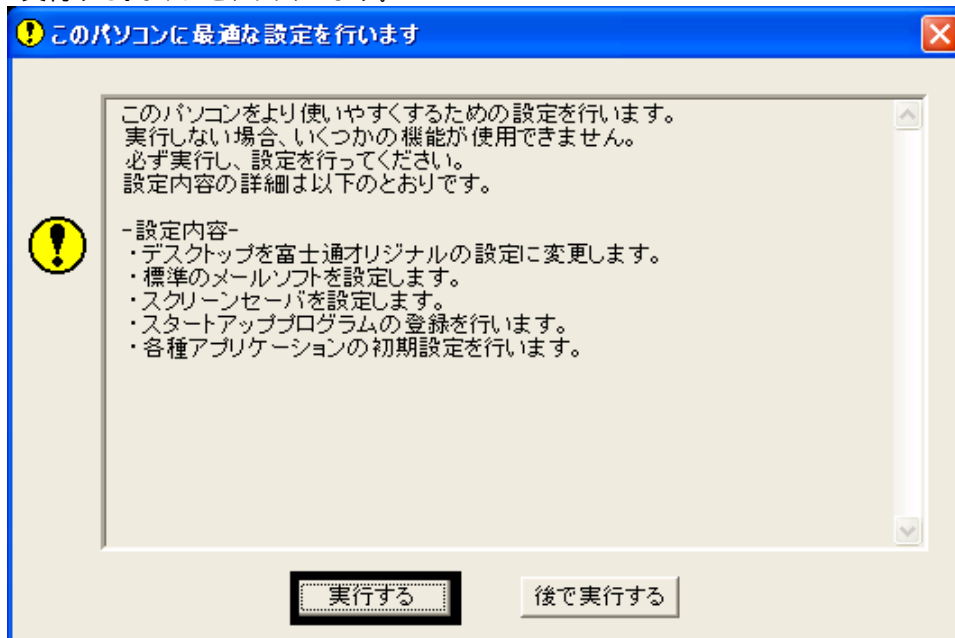 このパソコンに最適な設定を行います
このパソコンをより使いやすくするための設定を行います。
実行しない場合、いくつかの機能が使用できません。
必ず実行し、設定を行ってください。
設定内容の詳細は以下のとおりです。
-設定内容-
・デスクトップを富士通オリジナルの設定に変更します。
・標準のメールソフトを設定します。
・スクリーンセーバを設定します。
・スタートアッププログラムの登録を行います。
・各種アプリケーションの初期設定を行います。
実行する
後で実行する